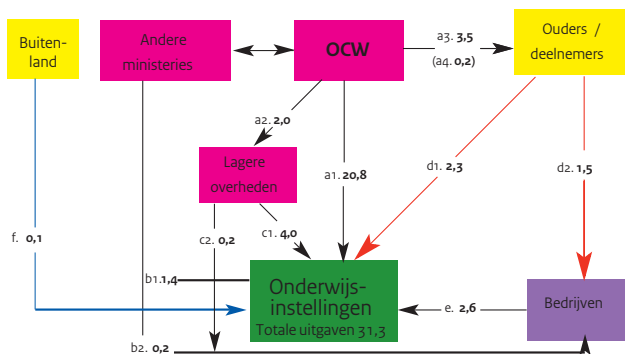 Buiten-
land
Andere
ministeries
OCW
a3. 3,5
(a4. 0,2)
Ouders /
deelnemers
a2. 2,0
Lagere
overheden
a1. 20,8
d1. 2,3
d2. 1,5
f. 0,1
c2. 0,2
c1. 4,0
b1. 1,4
Onderwijs-
instellingen
Totale uitgaven 31,3
e. 2,6
Bedrijven
b2. 0,2